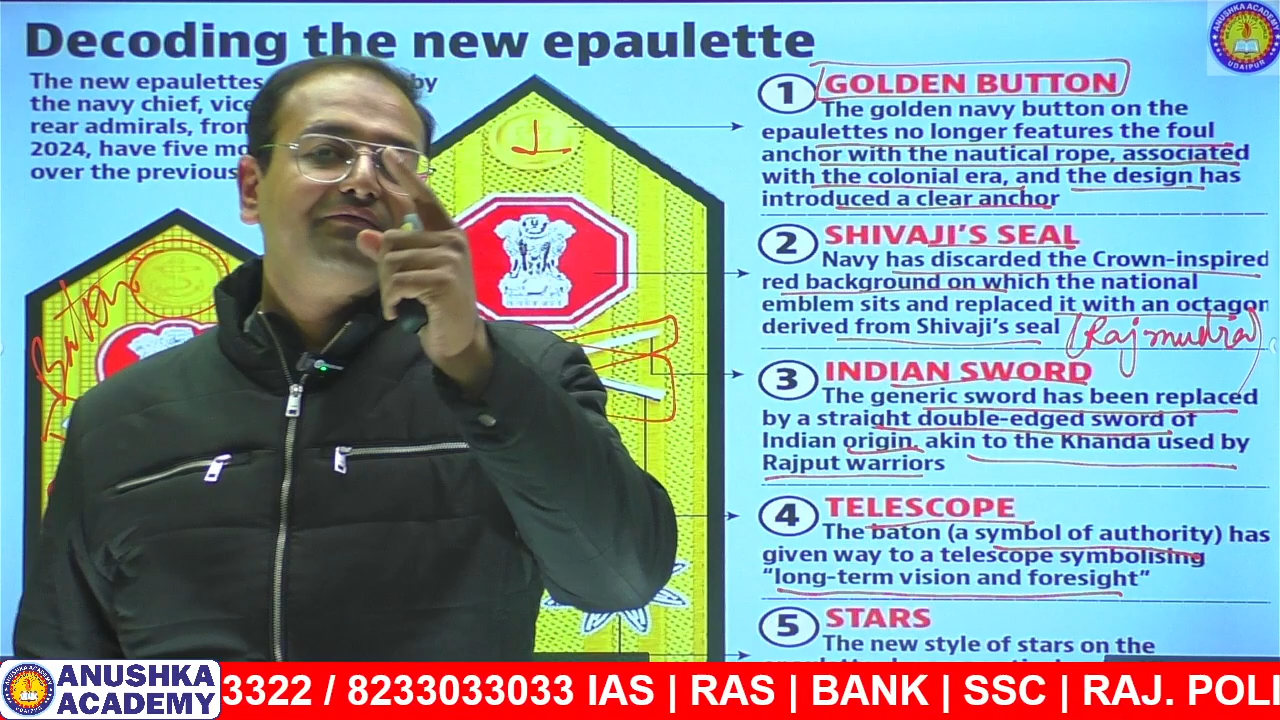 Decoding the new epaulette
The new epaulettes by
the navy chief, vice
rear admirals, from
2024, have five mo
over the previous
1 GOLDEN BUTTON
The golden navy button on the
epaulettes no longer features the foul
anchor with the nautical rope, associated
with the colonial era, and the design has
introduced a clear anchor
2 SHIVAJI’S SEAL
Navy has discarded the Crown-inspired
red background on which the national
emblem sits and replaced it with an octagon
derived from Shivaji’s seal (Rajmudra)
3 INDIAN SWORD
The generic sword has been replaced
by a straight double-edged sword of
Indian origin, akin to the Khanda used by
Rajput warriors
4 TELESCOPE
The baton (a symbol of authority) has
given way to a telescope symbolising
“long-term vision and foresight”
5 STARS
The new style of stars on the
Baton
ANUSHKA ACADEMY
UDAIPUR
ANUSHKA
ACADEMY
3322 / 8233033033 IAS | RAS | BANK | SSC | RAJ. POLI